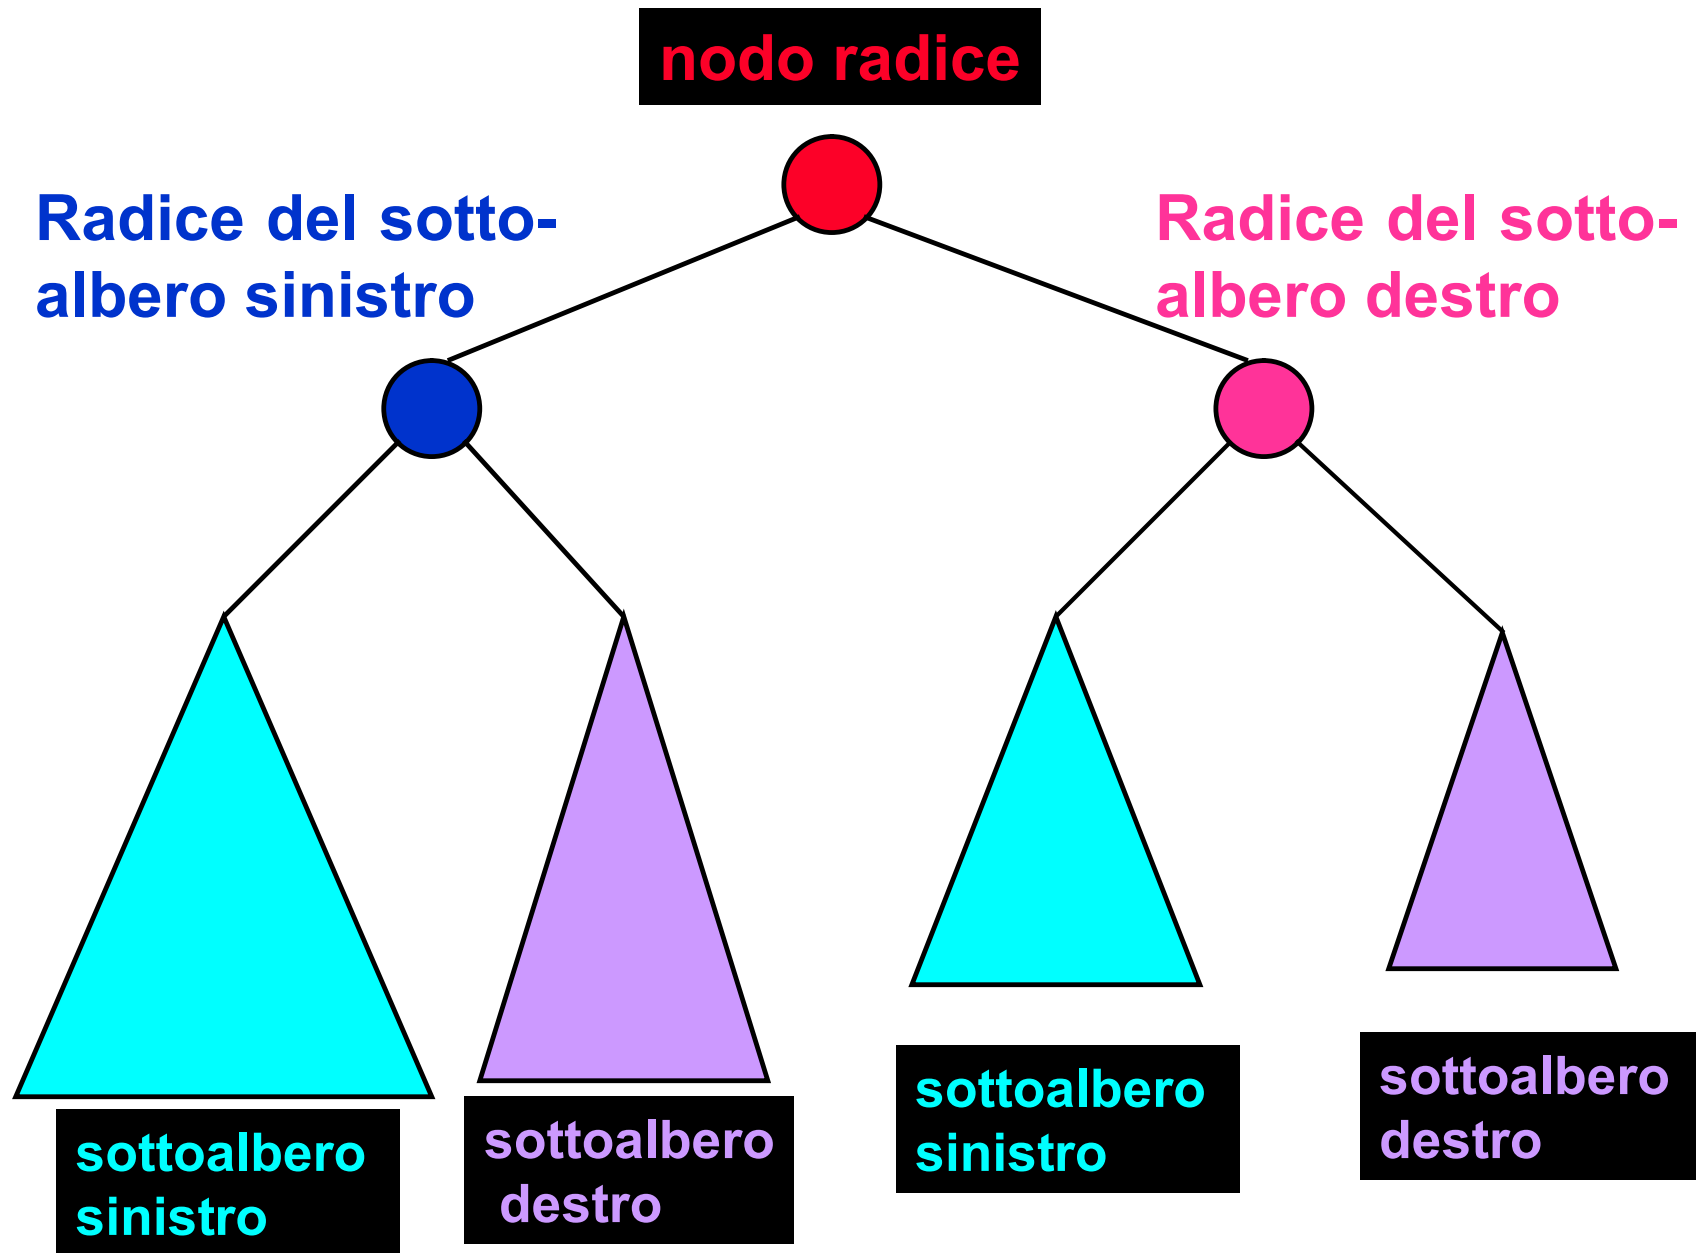 nodo radice
Radice del sotto-
albero sinistro
Radice del sotto-
albero destro
sottoalbero
sinistro
sottoalbero
destro
sottoalbero
sinistro
sottoalbero
destro